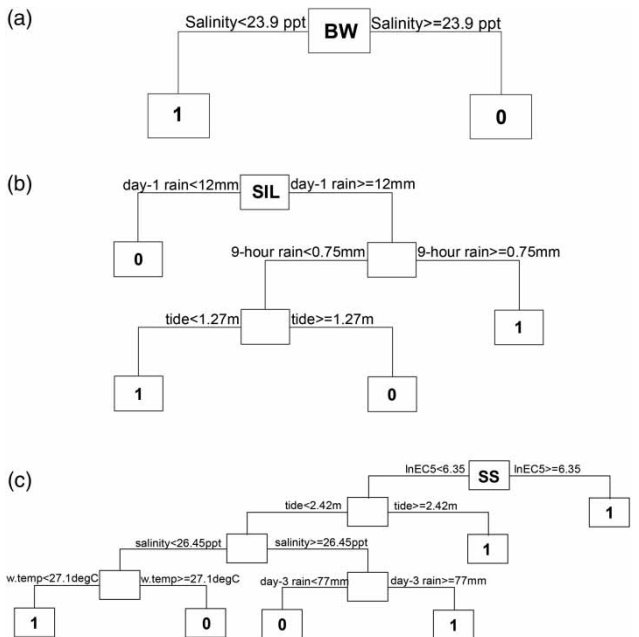 (a)
Salinity<23.9 ppt BW Salinity>=23.9 ppt
1 0
(b)
day-1 rain<12mm SIL day-1 rain>=12mm
0 9-hour rain<0.75mm 9-hour rain>=0.75mm
tide<1.27m tide>=1.27m 1
1 0
(c)
lnEC5<6.35 SS lnEC5>=6.35
tide<2.42m tide>=2.42m 1
salinity<26.45ppt salinity>=26.45ppt 1
w.temp<27.1degC w.temp>=27.1degC day-3 rain<77mm day-3 rain>=77mm
1 0 0 1